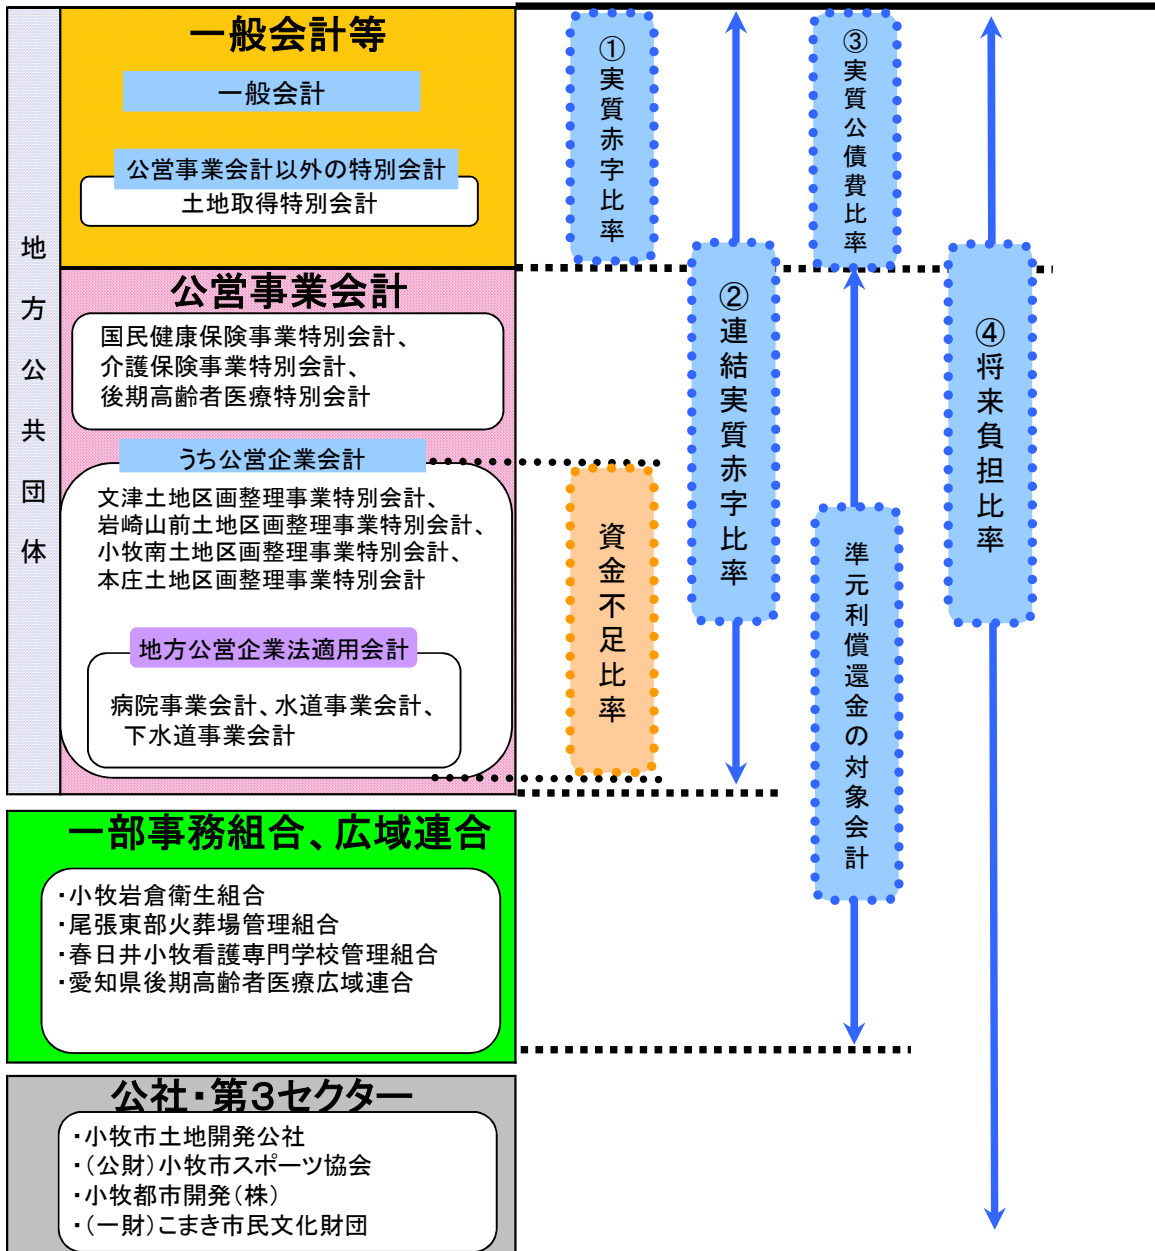 地方公共団体
一般会計等
一般会計
公営事業会計以外の特別会計
土地取得特別会計
公営事業会計
国民健康保険事業特別会計、
介護保険事業特別会計、
後期高齢者医療特別会計
うち公営企業会計
文津土地区画整理事業特別会計、
岩崎山前土地区画整理事業特別会計、
小牧南土地区画整理事業特別会計、
本庄土地区画整理事業特別会計
地方公営企業法適用会計
病院事業会計、水道事業会計、
下水道事業会計
一部事務組合、広域連合
・小牧岩倉衛生組合
・尾張東部火葬場管理組合
・春日井小牧看護専門学校管理組合
・愛知県後期高齢者医療広域連合
公社・第3セクター
・小牧市土地開発公社
・(公財)小牧市スポーツ協会
・小牧都市開発(株)
・(一財)こまき市民文化財団
①実質赤字比率
資金不足比率
②連結実質赤字比率
③実質公債費比率
準元利償還金の対象会計
④将来負担比率